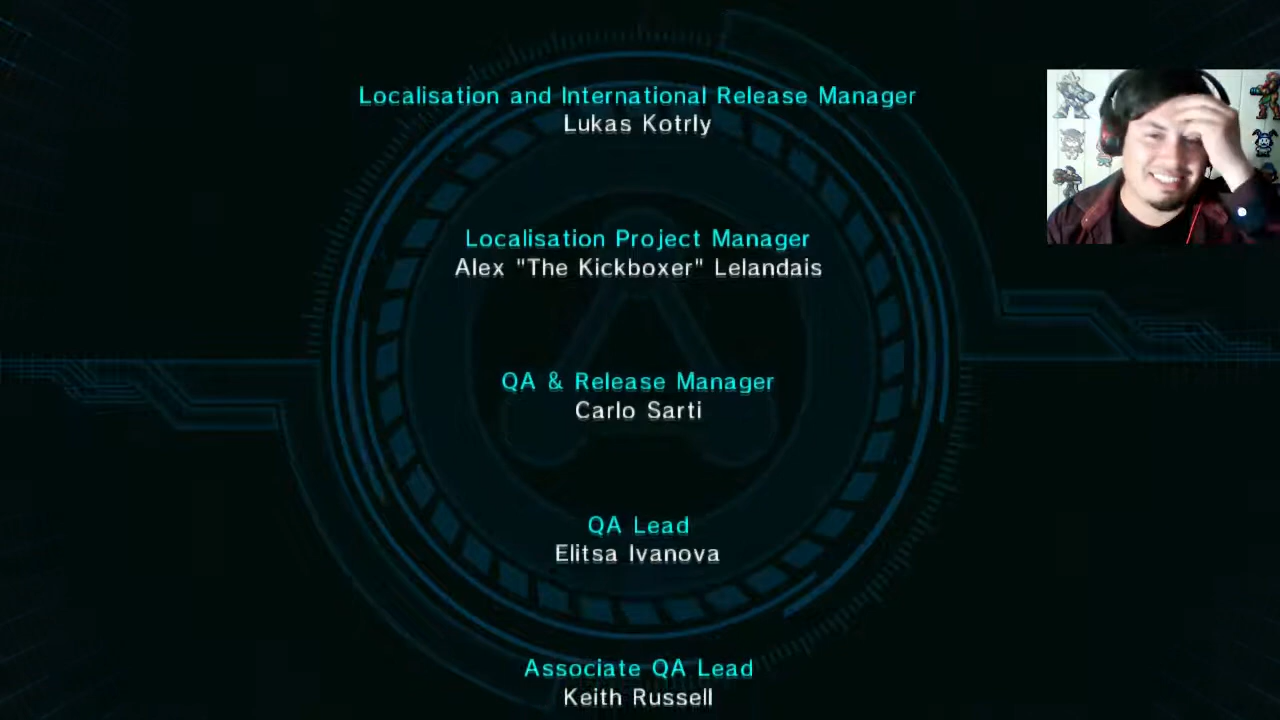 Localisation and International Release Manager
Lukas Kotrly
Localisation Project Manager
Alex "The Kickboxer" Lelandais
QA & Release Manager
Carlo Sarti
QA Lead
Elitsa Ivanova
Associate QA Lead
Keith Russell